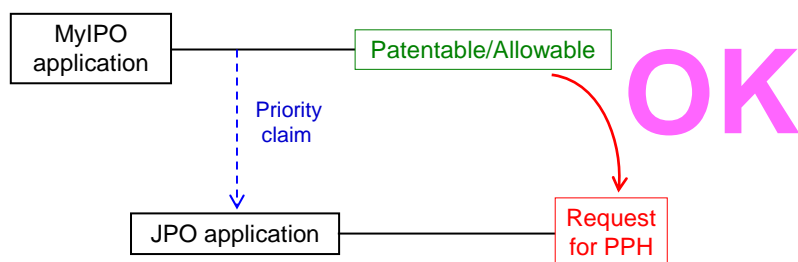 MyIPO
application
Patentable/Allowable
OK
Priority
claim
JPO application
Request
for PPH